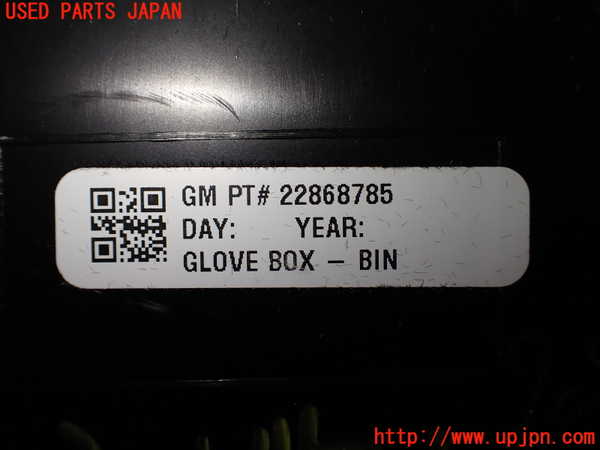 USED PARTS JAPAN
GM PT# 22868785
DAY: YEAR:
GLOVE BOX – BIN
http://www.upjpn.com/